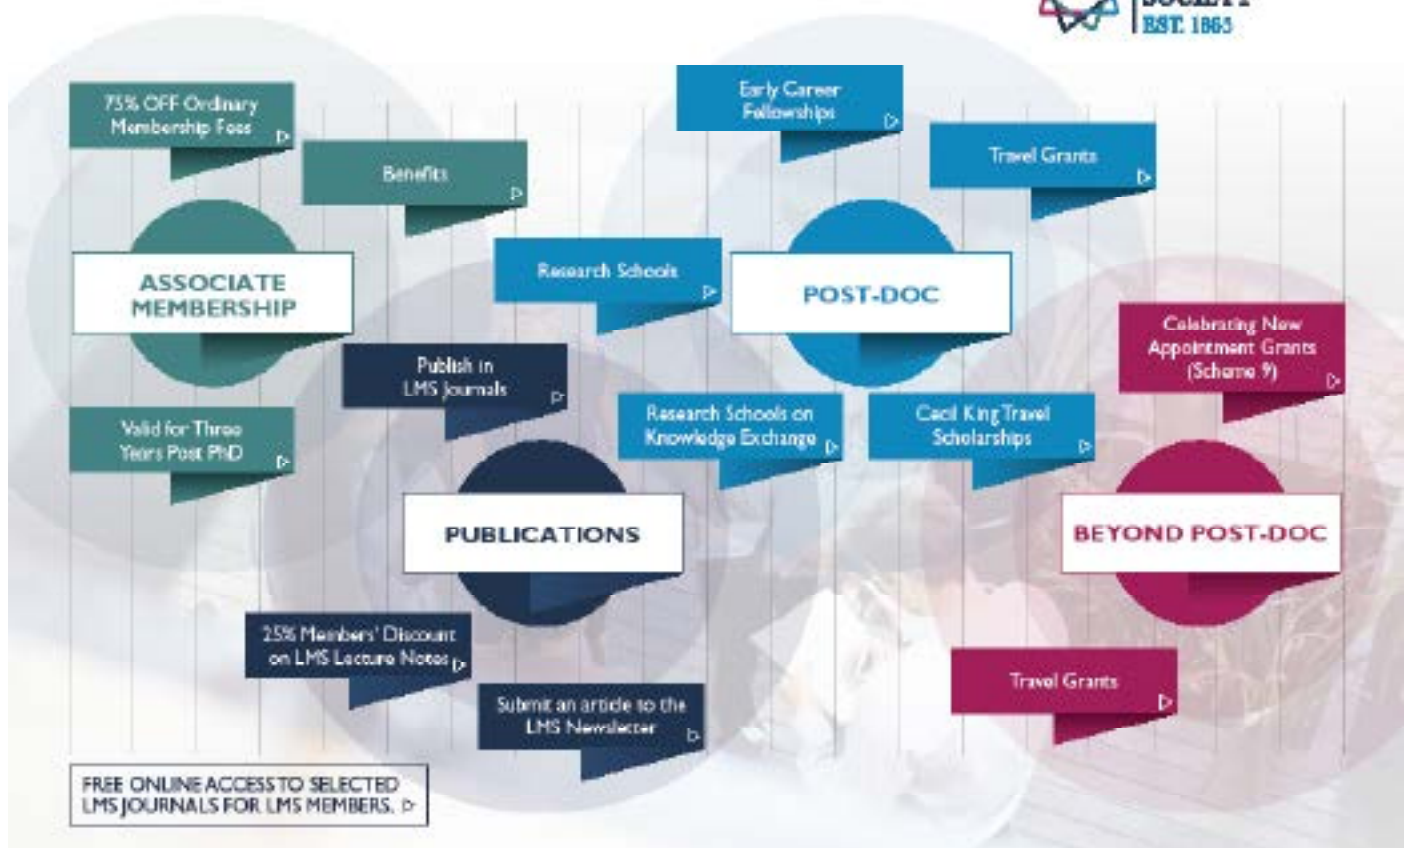 SOCIETY
EST. 1865
75% OFF Ordinary
Membership Fees
Benefits
ASSOCIATE
MEMBERSHIP
Valid for Three
Years Post PhD
Early Career
Fellowships
Travel Grants
Research Schools
POST-DOC
Research Schools on
Knowledge Exchange
Cecil King Travel
Scholarships
Publish in
LMS Journals
PUBLICATIONS
25% Members' Discount
on LMS Lecture Notes
Submit an article to the
LMS Newsletter
Celebrating New
Appointment Grants
(Scheme 9)
BEYOND POST-DOC
Travel Grants
FREE ONLINE ACCESS TO SELECTED
LMS JOURNALS FOR LMS MEMBERS.